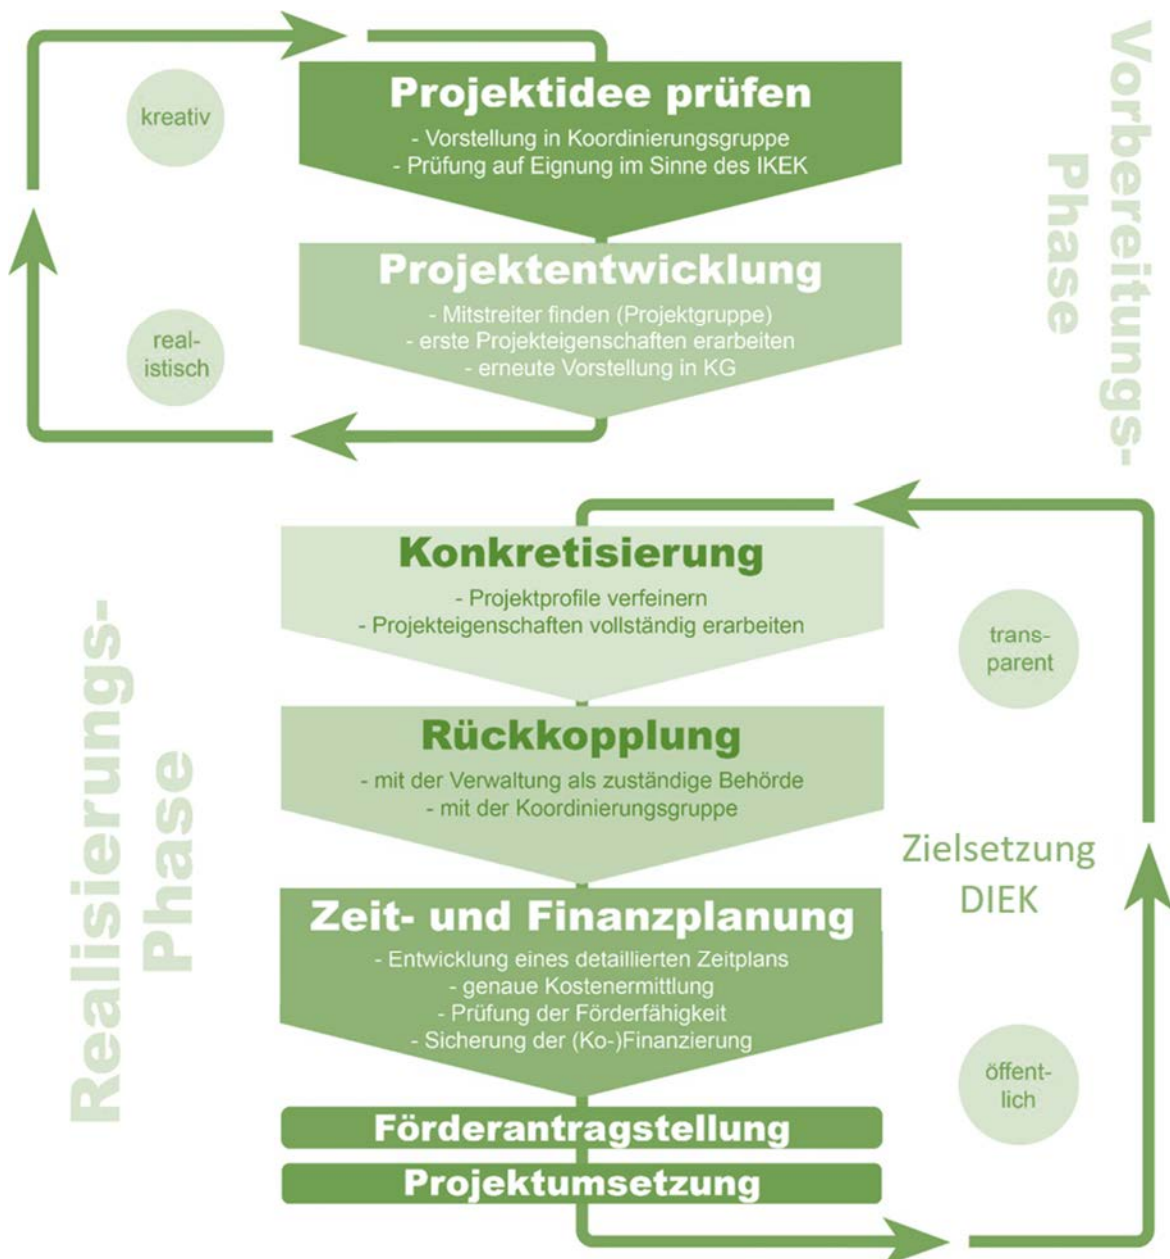 Vorbereitungs-
Phase
kreativ
Projektidee prüfen
- Vorstellung in Koordinierungsgruppe
- Prüfung auf Eignung im Sinne des IKEK
Projektentwicklung
- Mitstreiter finden (Projektgruppe)
- erste Projekteigenschaften erarbeiten
- erneute Vorstellung in KG
real-
istisch
Realisierungs-
Phase
Konkretisierung
- Projektprofile verfeinern
- Projekteigenschaften vollständig erarbeiten
trans-
parent
Rückkopplung
- mit der Verwaltung als zuständige Behörde
- mit der Koordinierungsgruppe
Zielsetzung
DIEK
Zeit- und Finanzplanung
- Entwicklung eines detaillierten Zeitplans
- genaue Kostenermittlung
- Prüfung der Förderfähigkeit
- Sicherung der (Ko-)Finanzierung
öffent-
lich
Förderantragstellung
Projektumsetzung